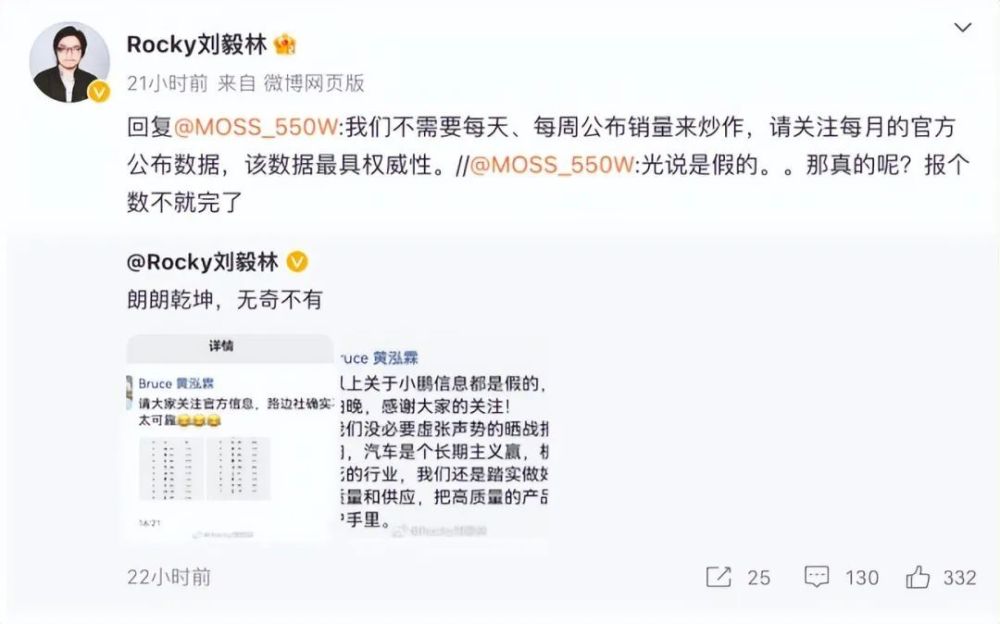 Rocky刘毅林
21小时前 来自 微博网页版
回复@MOSS_550W:我们不需要每天、每周公布销量来炒作，请关注每月的官方
公布数据，该数据最具权威性。//@MOSS_550W:光说是假的。。那真的呢？报个
数不就完了
@Rocky刘毅林
朗朗乾坤，无奇不有
详情
Bruce 黄泓霖
请大家关注官方信息，路边社确实
太可靠😂😂😂
16:21
ruce 黄泓霖
上关于小鹏信息都是假的，
晚，感谢大家的关注！
们没必要虚张声势的晒战报
，汽车是个长期主义赢，
的行业，我们还是踏实做好
量和供应，把高质量的产品
手里。
22小时前
25
130
332